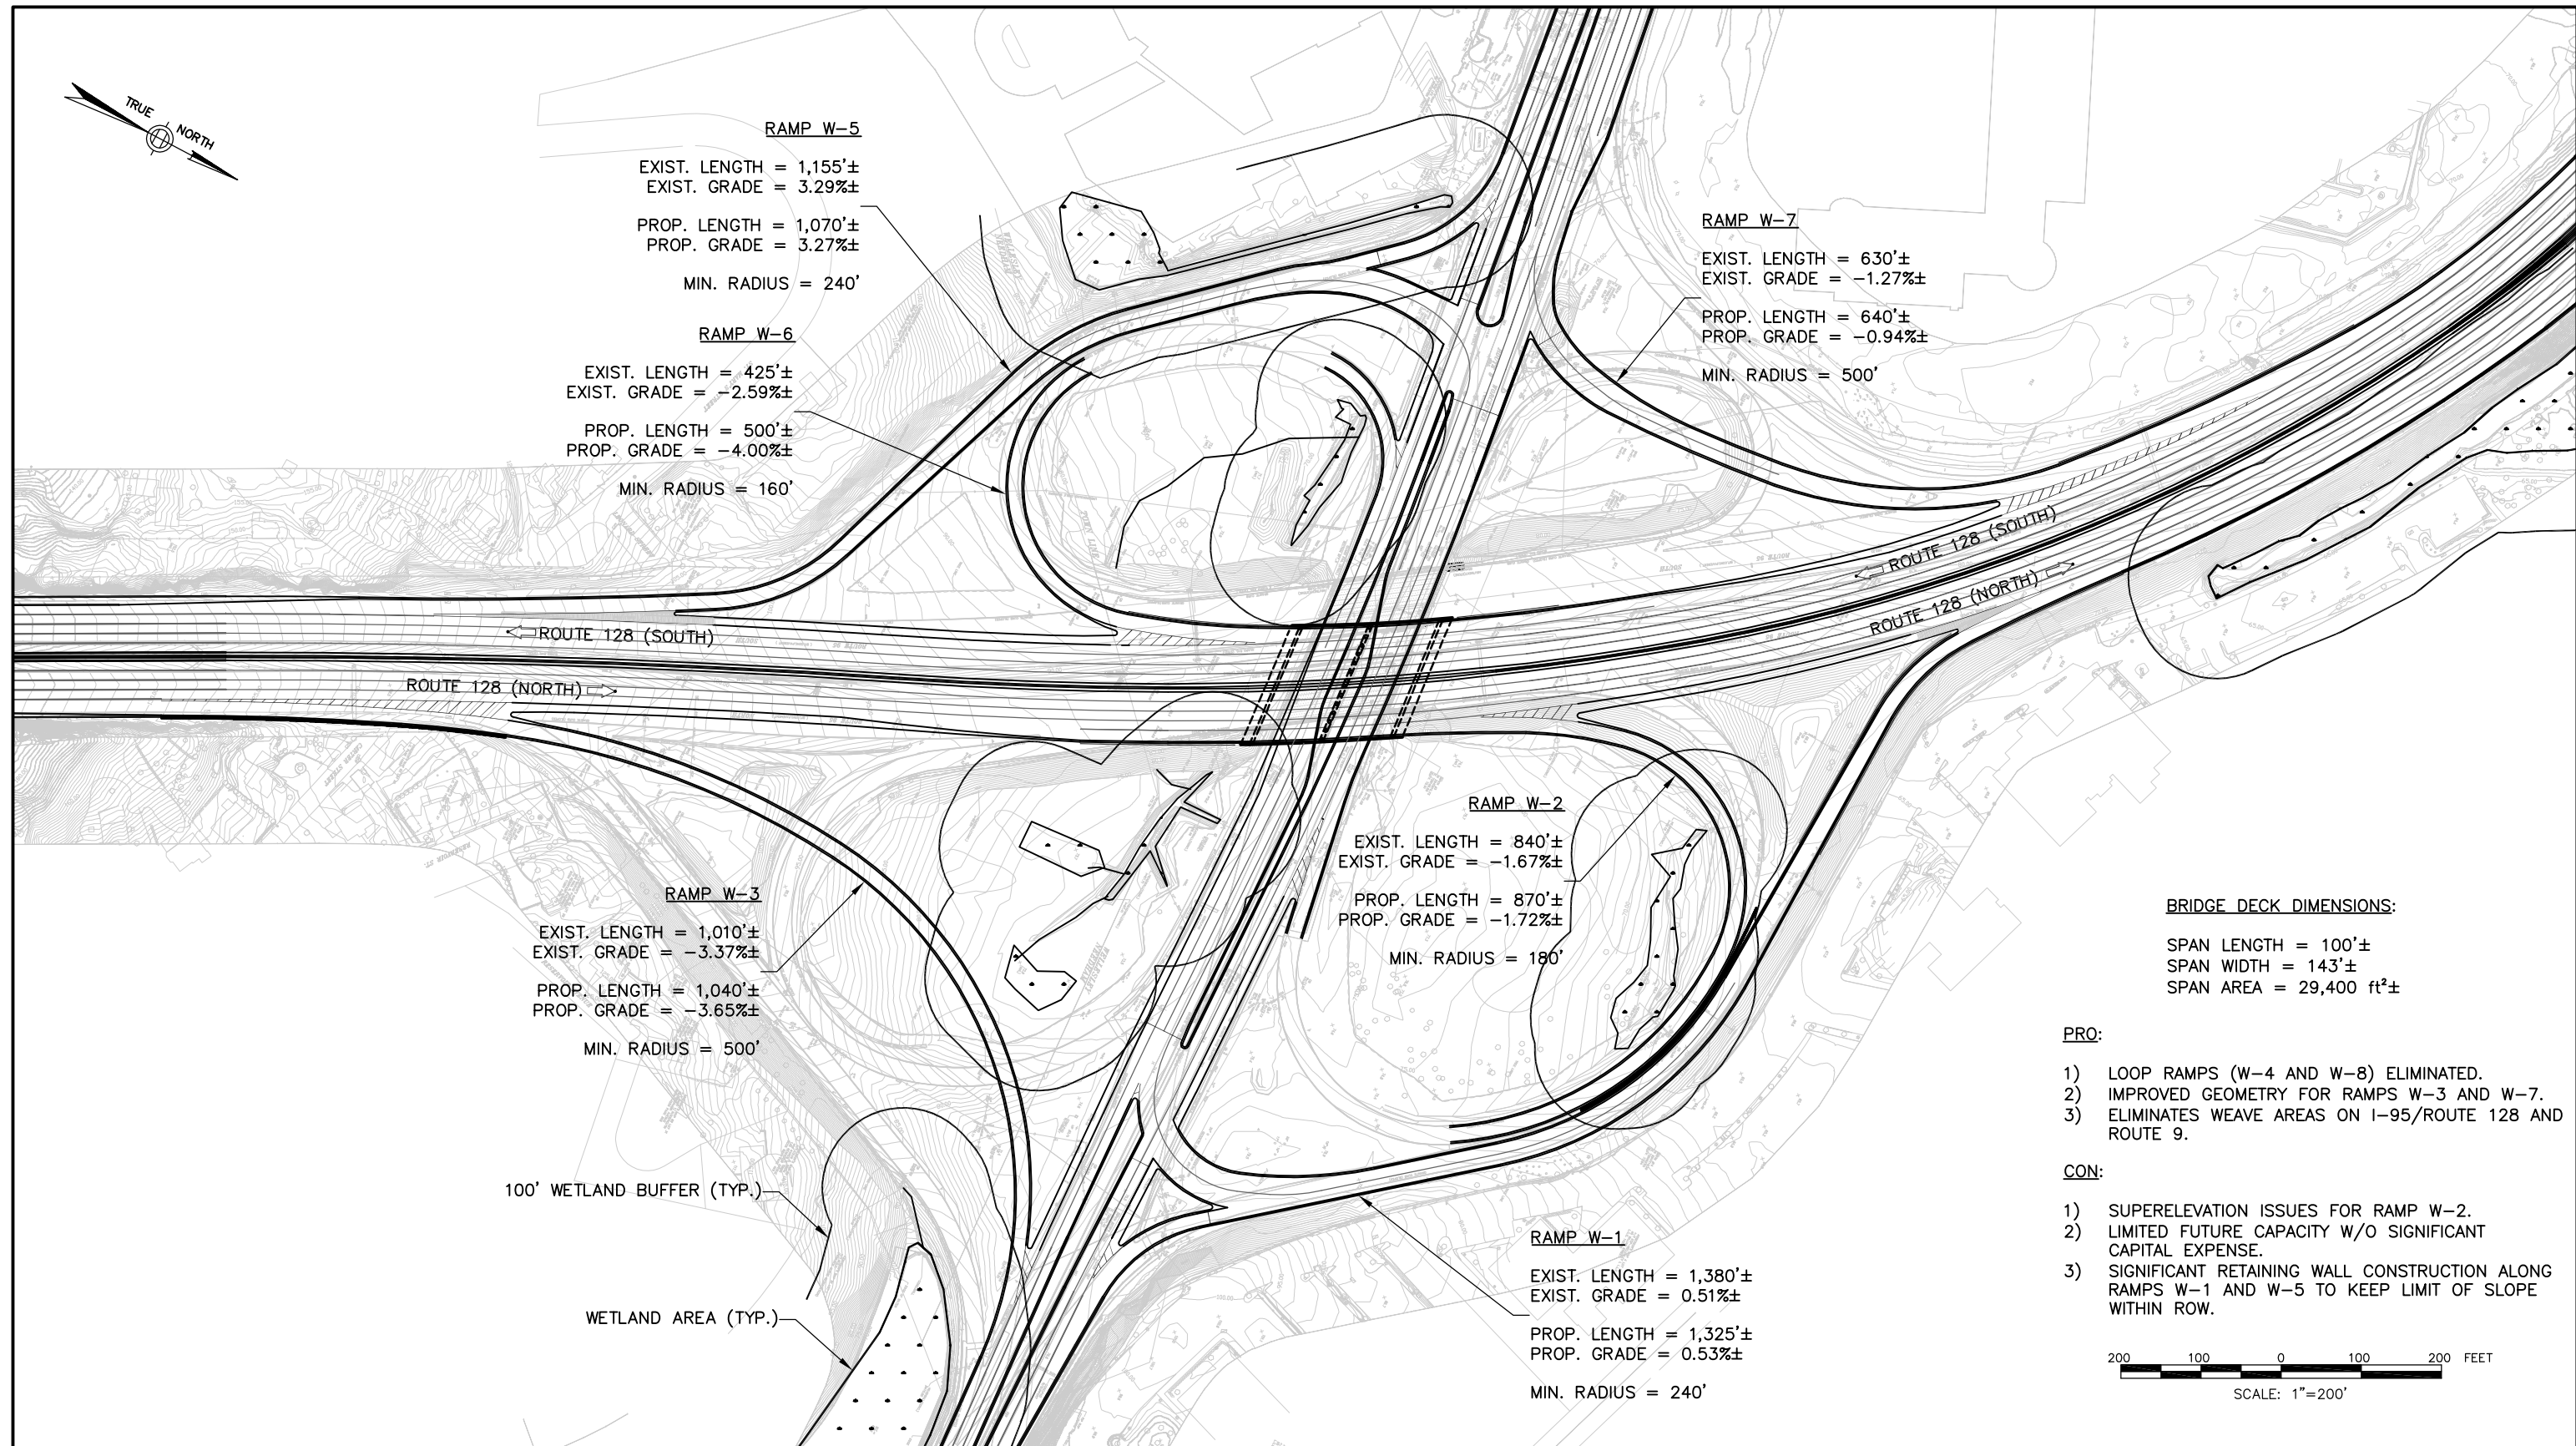 TRUE NORTH
RAMP W-5
EXIST. LENGTH = 1,155'±
EXIST. GRADE = 3.29%±
PROP. LENGTH = 1,070'±
PROP. GRADE = 3.27%±
MIN. RADIUS = 240'
RAMP W-6
EXIST. LENGTH = 425'±
EXIST. GRADE = -2.59%±
PROP. LENGTH = 500'±
PROP. GRADE = -4.00%±
MIN. RADIUS = 160'
RAMP W-7
EXIST. LENGTH = 630'±
EXIST. GRADE = -1.27%±
PROP. LENGTH = 640'±
PROP. GRADE = -0.94%±
MIN. RADIUS = 500'
ROUTE 128 (SOUTH)
ROUTE 128 (NORTH)
ROUTE 128 (SOUTH)
ROUTE 128 (NORTH)
RAMP W-2
EXIST. LENGTH = 840'±
EXIST. GRADE = -1.67%±
PROP. LENGTH = 870'±
PROP. GRADE = -1.72%±
MIN. RADIUS = 180'
RAMP W-3
EXIST. LENGTH = 1,010'±
EXIST. GRADE = -3.37%±
PROP. LENGTH = 1,040'±
PROP. GRADE = -3.65%±
MIN. RADIUS = 500'
100' WETLAND BUFFER (TYP.)
WETLAND AREA (TYP.)
RAMP W-1
EXIST. LENGTH = 1,380'±
EXIST. GRADE = 0.51%±
PROP. LENGTH = 1,325'±
PROP. GRADE = 0.53%±
MIN. RADIUS = 240'
BRIDGE DECK DIMENSIONS:
SPAN LENGTH = 100'±
SPAN WIDTH = 143'±
SPAN AREA = 29,400 ft²±
PRO:
1) LOOP RAMPS (W-4 AND W-8) ELIMINATED.
2) IMPROVED GEOMETRY FOR RAMPS W-3 AND W-7.
3) ELIMINATES WEAVE AREAS ON I-95/ROUTE 128 AND
ROUTE 9.
CON:
1) SUPERELEVATION ISSUES FOR RAMP W-2.
2) LIMITED FUTURE CAPACITY W/O SIGNIFICANT
CAPITAL EXPENSE.
3) SIGNIFICANT RETAINING WALL CONSTRUCTION ALONG
RAMPS W-1 AND W-5 TO KEEP LIMIT OF SLOPE
WITHIN ROW.
200 100 0 100 200 FEET
SCALE: 1"=200'